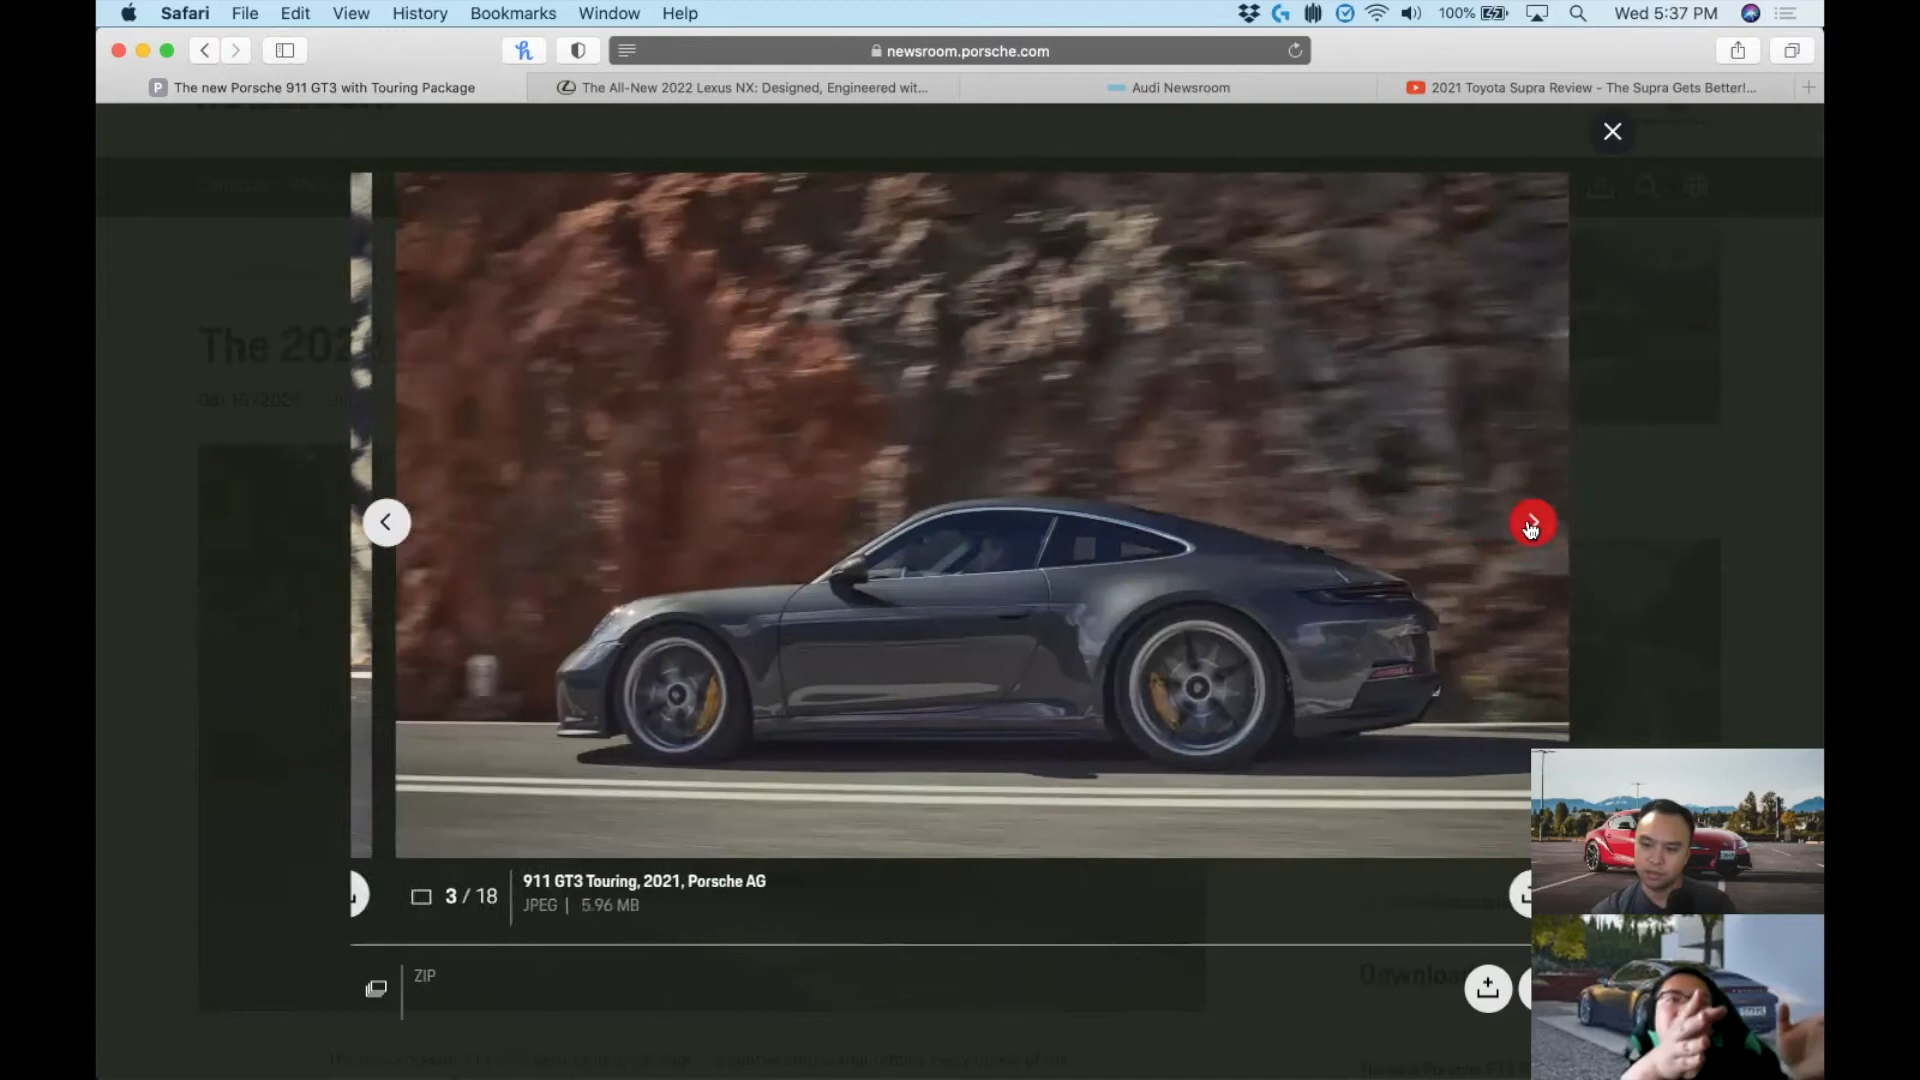 Safari File Edit View History Bookmarks Window Help 100% Wed 5:37 PM
newsroom.porsche.com
P The new Porsche 911 GT3 with Touring Package
The All-New 2022 Lexus NX: Designed, Engineered wit...
Audi Newsroom
2021 Toyota Supra Review - The Supra Gets Better!...
The 202
3 / 18
911 GT3 Touring, 2021, Porsche AG
JPEG | 5.96 MB
ZIP